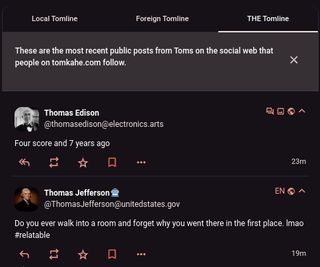 Local Tomline Foreign Tomline THE Tomline
These are the most recent public posts from Toms on the social web that
people on tomkahe.com follow.
Thomas Edison
@thomasedison@electronics.arts
Four score and 7 years ago
23m
Thomas Jefferson EN
@ThomasJefferson@unitedstates.gov
Do you ever walk into a room and forget why you went there in the first place. lmao
#relatable
19m